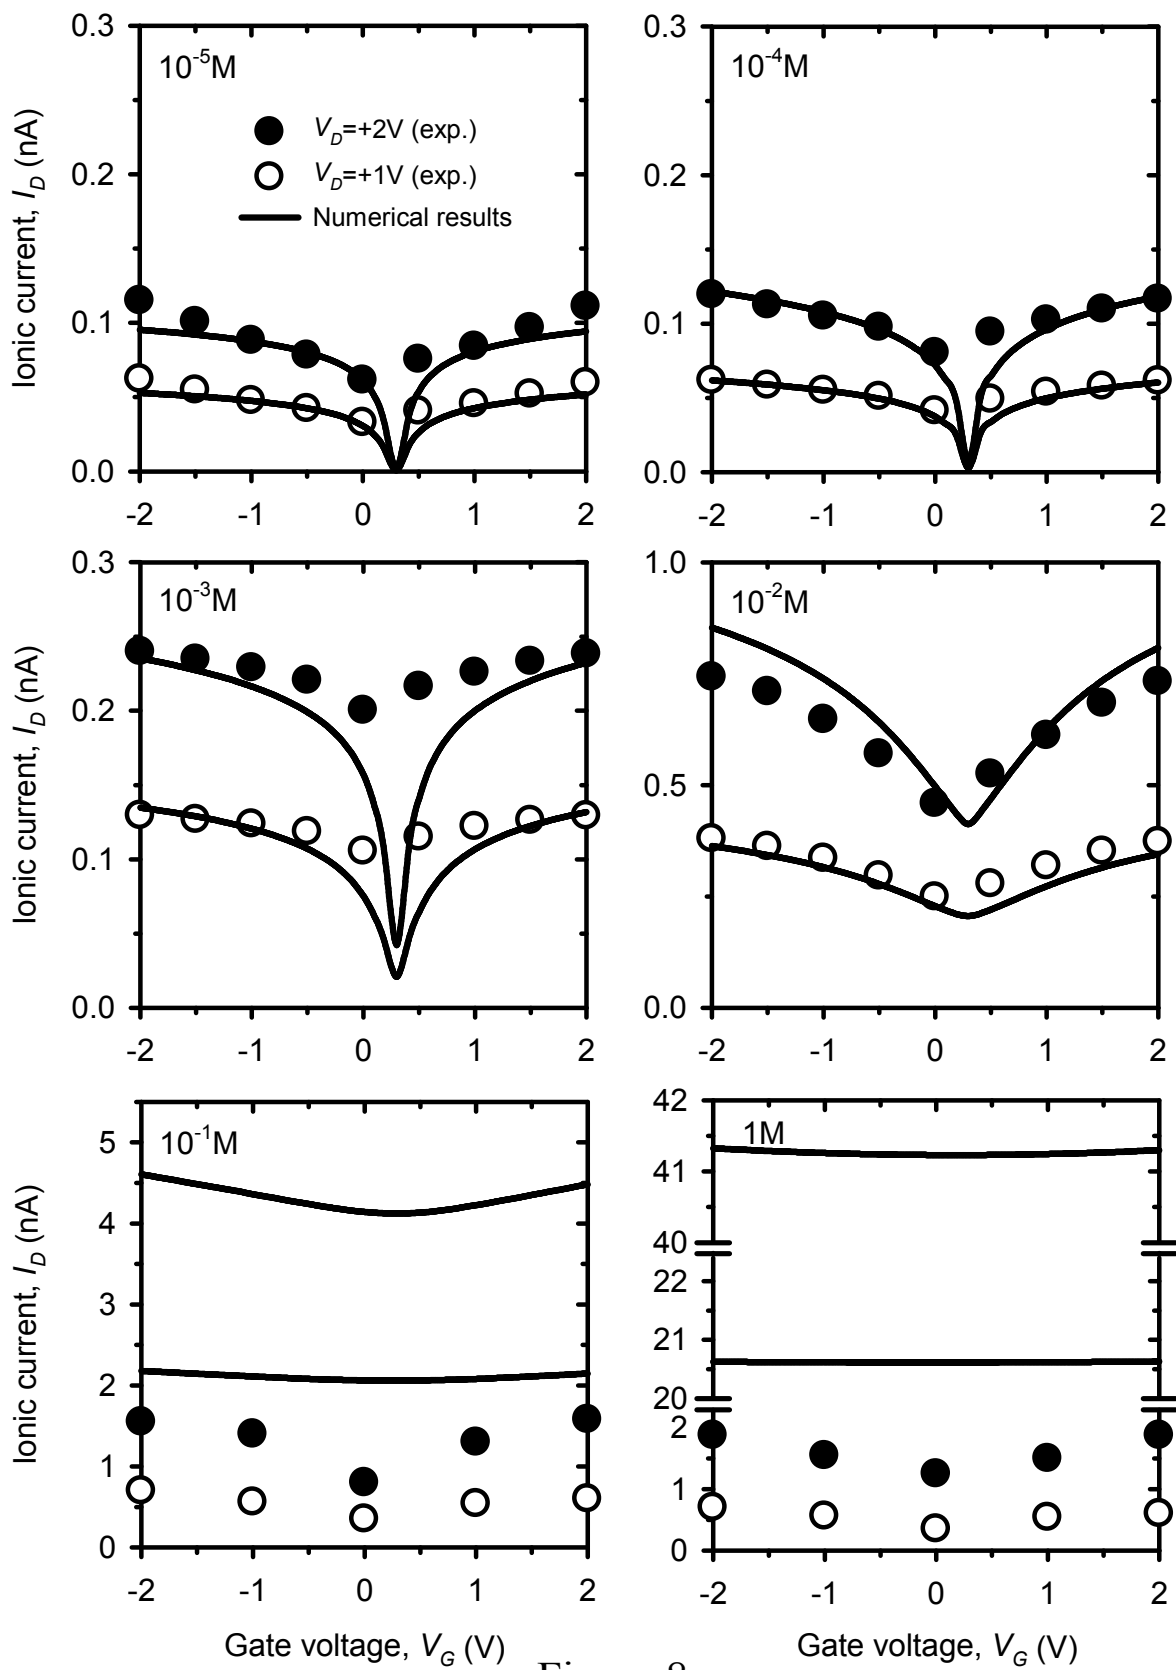 0.3
0.2
0.1
0.0
-2 -1 0 1 2
Ionic current, I_D (nA)
10⁻⁵M
V_D=+2V (exp.)
V_D=+1V (exp.)
Numerical results
0.3
0.2
0.1
0.0
-2 -1 0 1 2
10⁻⁴M
0.3
0.2
0.1
0.0
-2 -1 0 1 2
Ionic current, I_D (nA)
10⁻³M
1.0
0.5
0.0
-2 -1 0 1 2
10⁻²M
5
4
3
2
1
0
-2 -1 0 1 2
Ionic current, I_D (nA)
10⁻¹M
Gate voltage, V_G (V)
42
41
40
22
21
20
2
1
0
-2 -1 0 1 2
1M
Gate voltage, V_G (V)